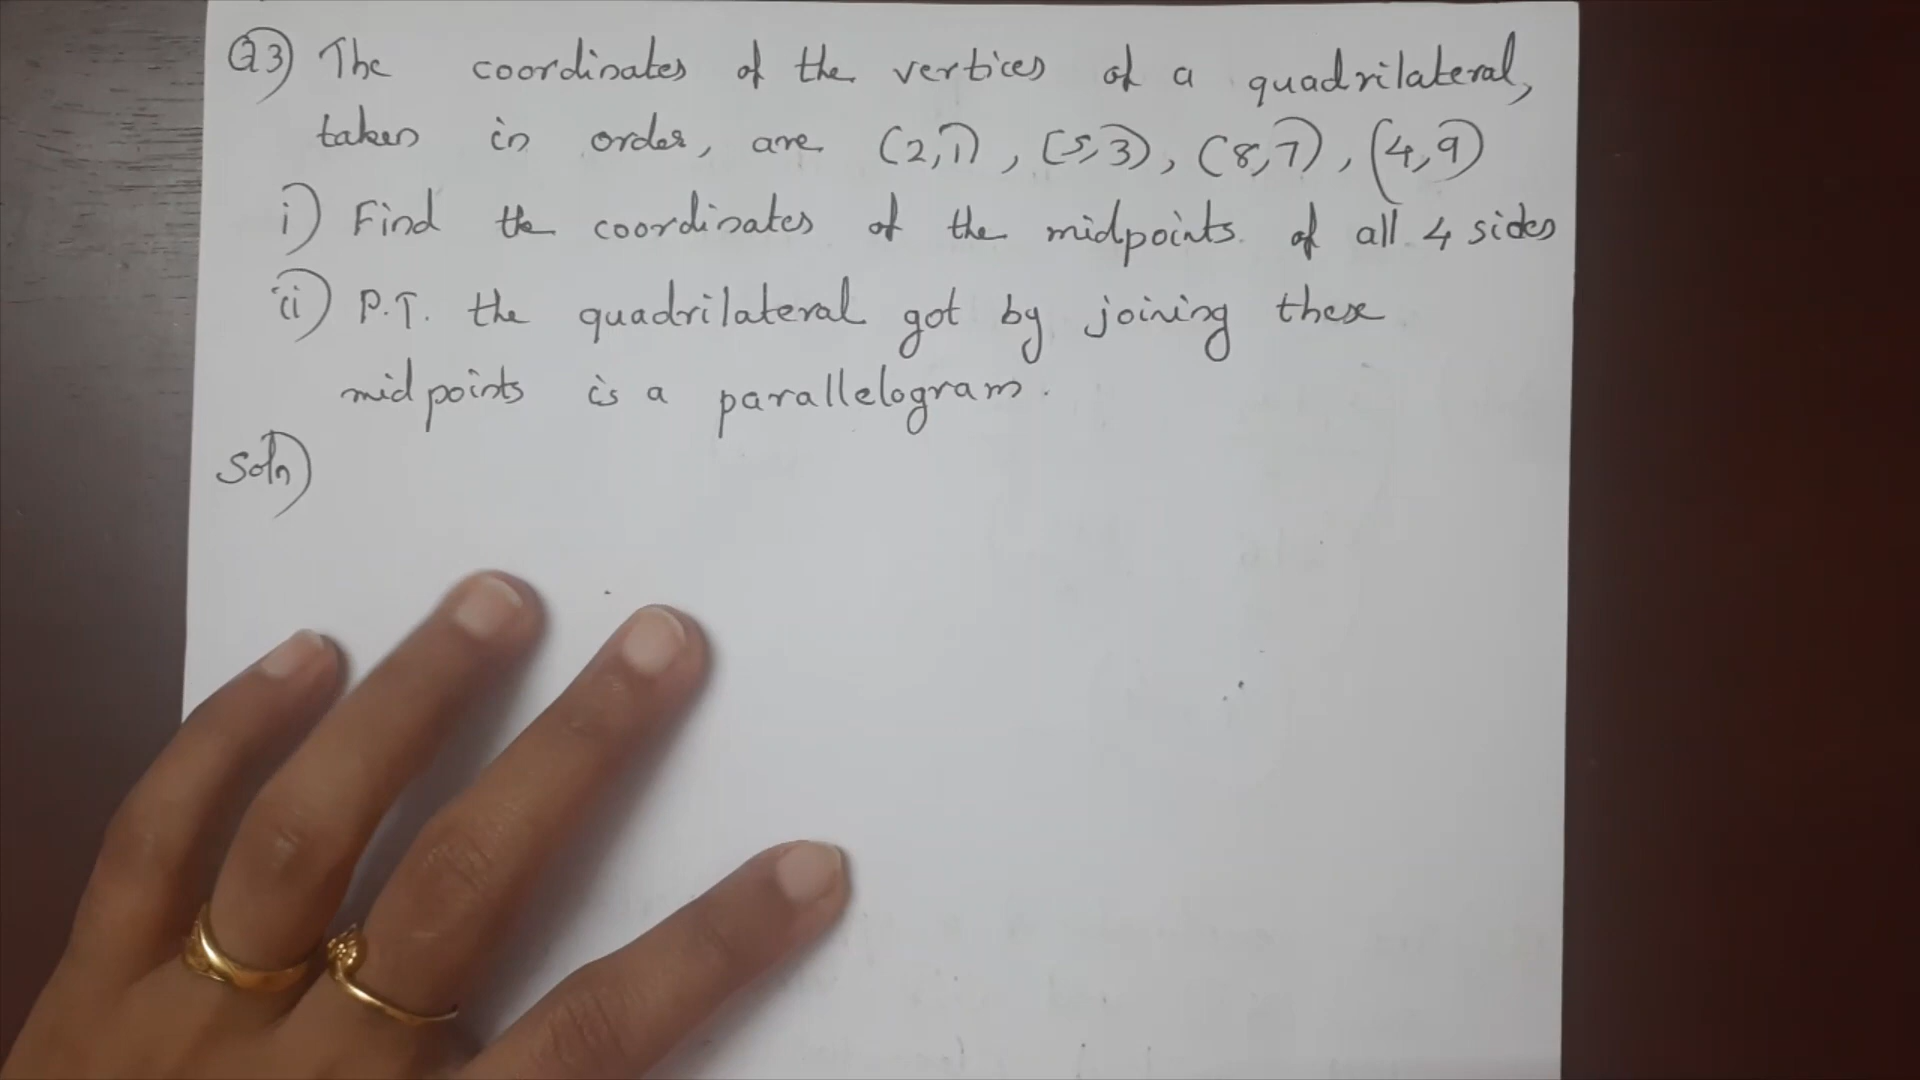 Q3) The coordinates of the vertices of a quadrilateral,
taken in order, are (2,1), (5,3), (8,7), (4,9)
i) Find the coordinates of the midpoints of all 4 sides
ii) P.T. the quadrilateral got by joining these
midpoints is a parallelogram.
Soln)